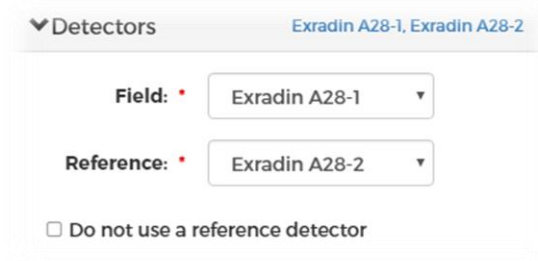 Detectors Exradin A28-1, Exradin A28-2
Field: * Exradin A28-1
Reference: * Exradin A28-2
Do not use a reference detector